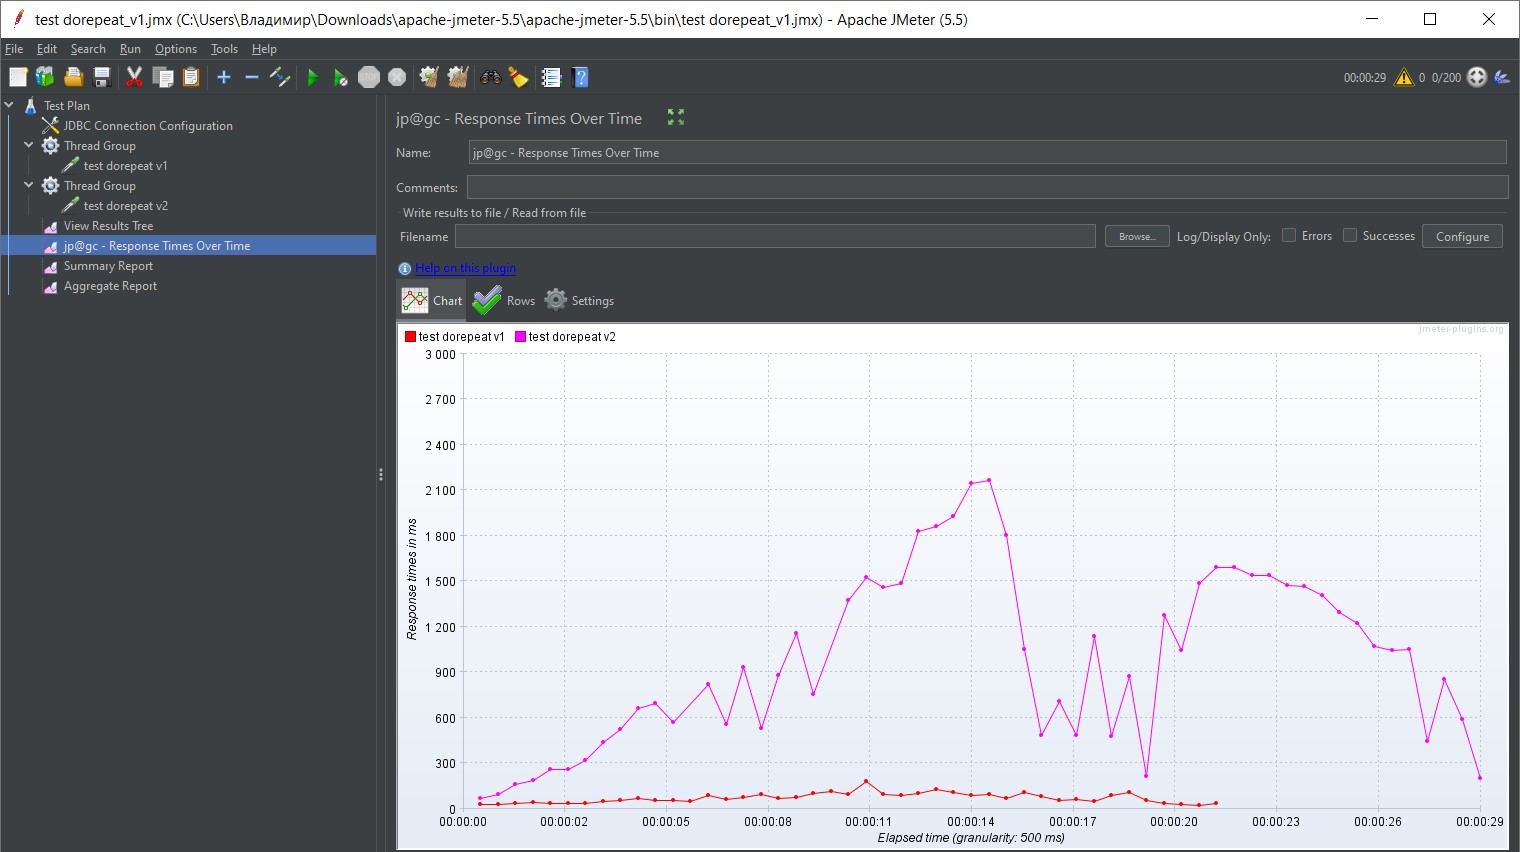 test dorepeat_v1.jmx (C:\Users\Владимир\Downloads\apache-jmeter-5.5\apache-jmeter-5.5\bin\test dorepeat_v1.jmx) - Apache JMeter (5.5)
File Edit Search Run Options Tools Help
STOP 00:00:29 0 0/200
Test Plan
JDBC Connection Configuration
Thread Group
test dorepeat v1
Thread Group
test dorepeat v2
View Results Tree
jp@gc - Response Times Over Time
Summary Report
Aggregate Report
jp@gc - Response Times Over Time
Name: jp@gc - Response Times Over Time
Comments:
Write results to file / Read from file
Filename Browse... Log/Display Only: Errors Successes Configure
Help on this plugin
Chart Rows Settings
test dorepeat v1 test dorepeat v2
jmeter-plugins.org
3 000
2 700
2 400
2 100
1 800
1 500
1 200
900
600
300
0
Response times in ms
00:00:00 00:00:02 00:00:05 00:00:08 00:00:11 00:00:14 00:00:17 00:00:20 00:00:23 00:00:26 00:00:29
Elapsed time (granularity: 500 ms)